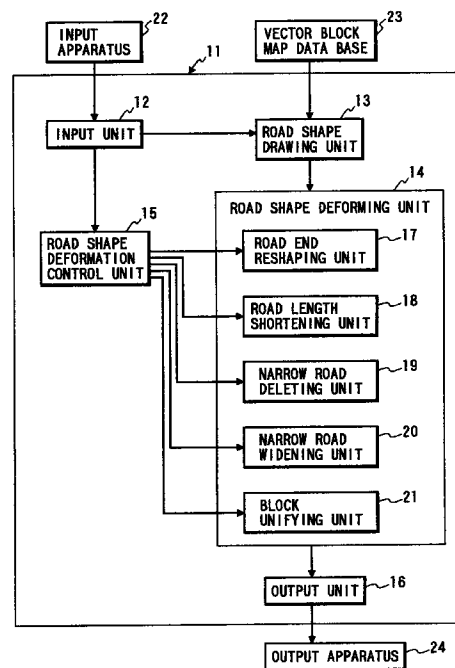 22
INPUT
APPARATUS
23
VECTOR BLOCK
MAP DATA BASE
11
12
INPUT UNIT
13
ROAD SHAPE
DRAWING UNIT
14
ROAD SHAPE DEFORMING UNIT
15
ROAD SHAPE
DEFORMATION
CONTROL UNIT
17
ROAD END
RESHAPING UNIT
18
ROAD LENGTH
SHORTENING UNIT
19
NARROW ROAD
DELETING UNIT
20
NARROW ROAD
WIDENING UNIT
21
BLOCK
UNIFYING UNIT
16
OUTPUT UNIT
OUTPUT APPARATUS
24